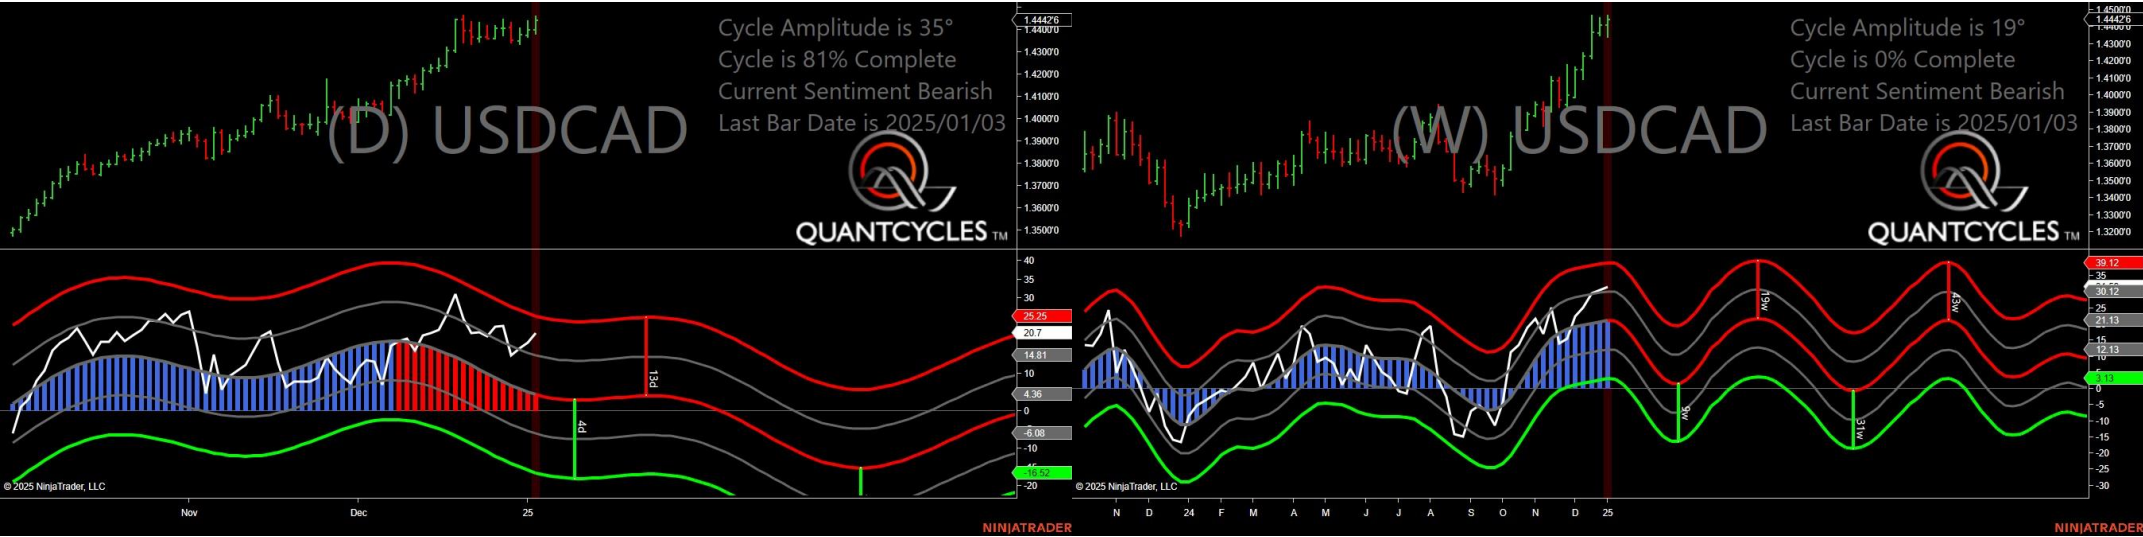 Cycle Amplitude is 35°
Cycle is 81% Complete
Current Sentiment Bearish
Last Bar Date is 2025/01/03
(D) USDCAD
QUANTCYCLES TM
1.4442'6
1.4400'0
1.4300'0
1.4200'0
1.4100'0
1.4000'0
1.3900'0
1.3800'0
1.3700'0
1.3600'0
1.3500'0
40
35
30
25.25
20.7
14.81
10
4.36
0
-6.08
-10
-16.52
-20
13d
4d
© 2025 NinjaTrader, LLC
Nov
Dec
25
NINJATRADER
Cycle Amplitude is 19°
Cycle is 0% Complete
Current Sentiment Bearish
Last Bar Date is 2025/01/03
(W) USDCAD
QUANTCYCLES TM
1.4500'0
1.4442'6
1.4300'0
1.4200'0
1.4100'0
1.4000'0
1.3900'0
1.3800'0
1.3700'0
1.3600'0
1.3500'0
1.3400'0
1.3300'0
1.3200'0
39.12
35
30.12
25
21.13
15
12.13
3.13
-5
-10
-15
-20
-25
-30
19w
43w
9w
31w
© 2025 NinjaTrader, LLC
N D 24 F M A M J J A S O N D 25
NINJATRADER